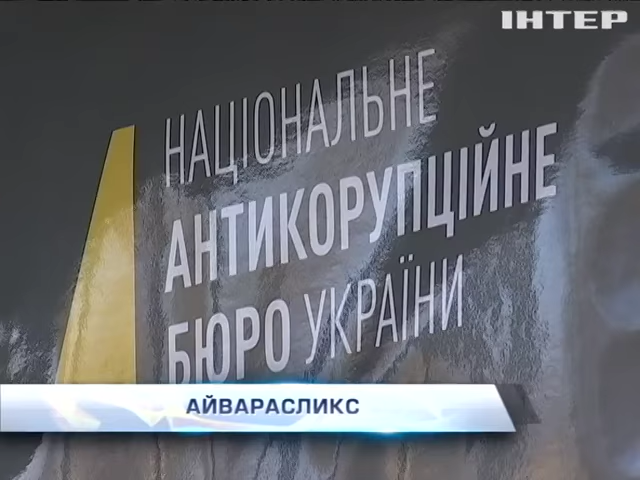 ІНТЕР
НАЦІОНАЛЬНЕ
АНТИКОРУПЦІЙНЕ
БЮРО УКРАЇНИ
АЙВАРАСЛИКС